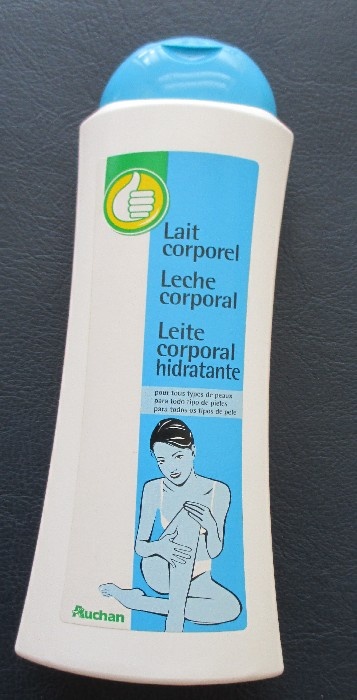 Lait
corporel
Leche
corporal
Leite
corporal
hidratante
pour tous types de peaux
para todo tipo de pieles
para todos os tipos de pele
Auchan